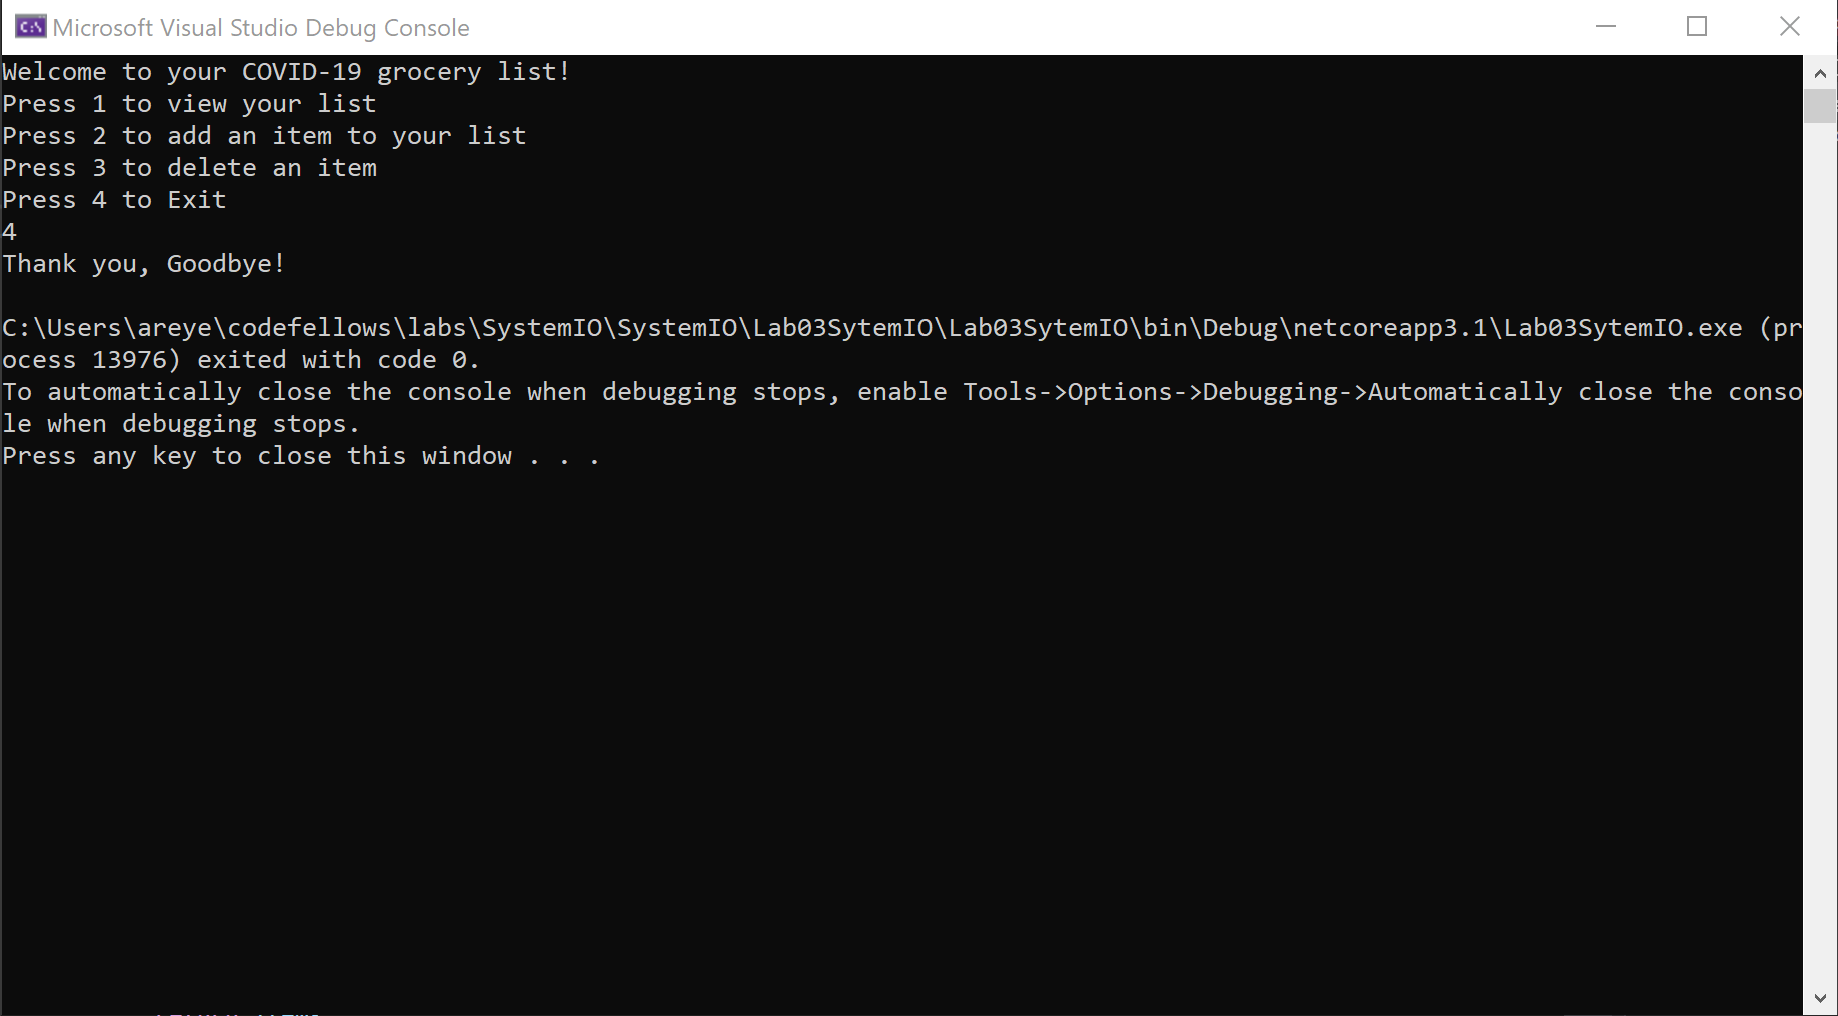 Microsoft Visual Studio Debug Console
Welcome to your COVID-19 grocery list!
Press 1 to view your list
Press 2 to add an item to your list
Press 3 to delete an item
Press 4 to Exit
4
Thank you, Goodbye!
C:\Users\areye\codefellows\labs\SystemIO\SystemIO\Lab03SytemIO\Lab03SytemIO\bin\Debug\netcoreapp3.1\Lab03SytemIO.exe (pr
ocess 13976) exited with code 0.
To automatically close the console when debugging stops, enable Tools->Options->Debugging->Automatically close the conso
le when debugging stops.
Press any key to close this window . . .